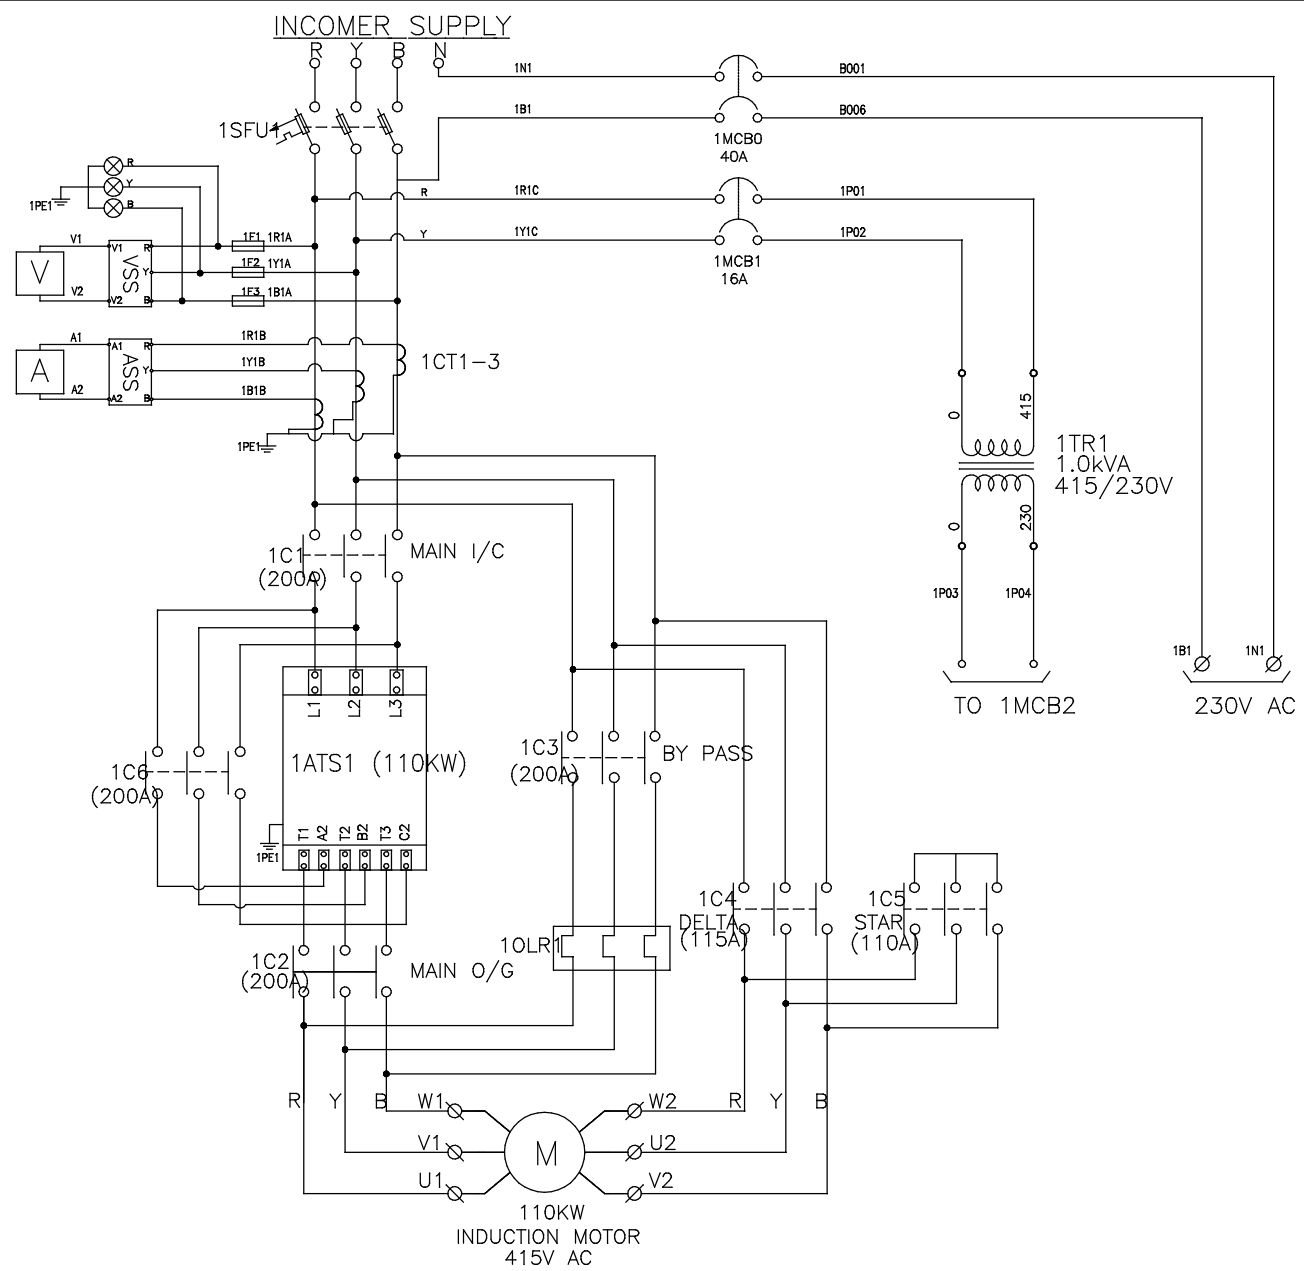 INCOMER SUPPLY
R Y B N
1N1 B001
1B1 B006
1SFU1
1MCB0
40A
R
Y
B
1PE1
R 1R1C 1P01
Y 1Y1C 1P02
1MCB1
16A
V1 V1 R 1F1 1R1A
V VSS Y 1F2 1Y1A
V2 V2 B 1F3 1B1A
A1 A1 R 1R1B
A ASS Y 1Y1B
A2 A2 B 1B1B
1CT1-3
1PE1
0 415
1TR1
1.0kVA
415/230V
0 230
1P03 1P04
TO 1MCB2
1B1 1N1
230V AC
1C1
(200A)
MAIN I/C
L1 L2 L3
1ATS1 (110KW)
1C6
(200A)
1C3
(200A)
BY PASS
1PE1
T1 A2 T2 B2 T3 C2
1C4
DELTA
(115A)
1C5
STAR
(110A)
1OLR1
1C2
(200A)
MAIN O/G
R Y B W1 W2 R Y B
V1 M U2
U1 V2
110KW
INDUCTION MOTOR
415V AC